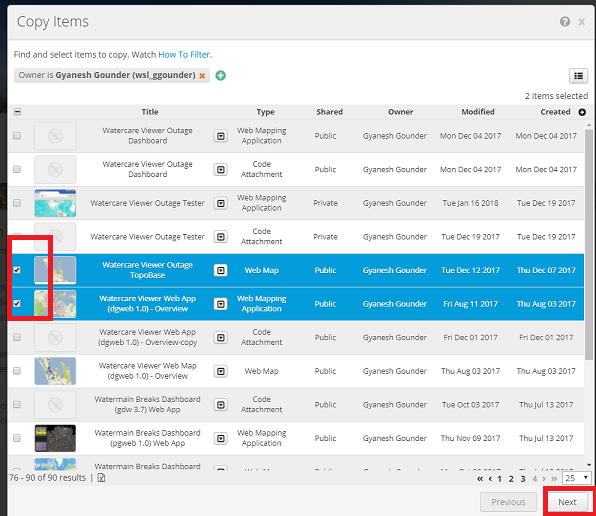 Copy Items
? x
Find and select items to copy. Watch How To Filter.
Owner is Gyanesh Gounder (wsl_ggounder) ×
2 items selected
Title Type Shared Owner Modified Created
Watercare Viewer Outage Dashboard Web Mapping Application Public Gyanesh Gounder Mon Dec 04 2017 Mon Dec 04 2017
Watercare Viewer Outage Dashboard Code Attachment Public Gyanesh Gounder Mon Dec 04 2017 Mon Dec 04 2017
Watercare Viewer Outage Tester Web Mapping Application Private Gyanesh Gounder Tue Jan 16 2018 Tue Dec 19 2017
Watercare Viewer Outage Tester Code Attachment Private Gyanesh Gounder Tue Dec 19 2017 Tue Dec 19 2017
Watercare Viewer Outage TopoBase Web Map Public Gyanesh Gounder Tue Dec 12 2017 Thu Dec 07 2017
Watercare Viewer Web App (dgweb 1.0) - Overview Web Mapping Application Public Gyanesh Gounder Fri Aug 11 2017 Thu Aug 03 2017
Watercare Viewer Web App (dgweb 1.0) - Overview-copy Code Attachment Public Gyanesh Gounder Fri Dec 01 2017 Fri Dec 01 2017
Watercare Viewer Web Map (dgweb 1.0) - Overview Web Map Public Gyanesh Gounder Thu Aug 03 2017 Thu Aug 03 2017
Watermain Breaks Dashboard (gdw 3.7) Web App Code Attachment Public Gyanesh Gounder Tue Oct 03 2017 Thu Jul 13 2017
Watermain Breaks Dashboard (pgweb 1.0) Web App Web Mapping Application Public Gyanesh Gounder Thu Nov 09 2017 Thu Jul 13 2017
76 - 90 of 90 results | « ‹ 1 2 3 4 › » 25
Previous Next